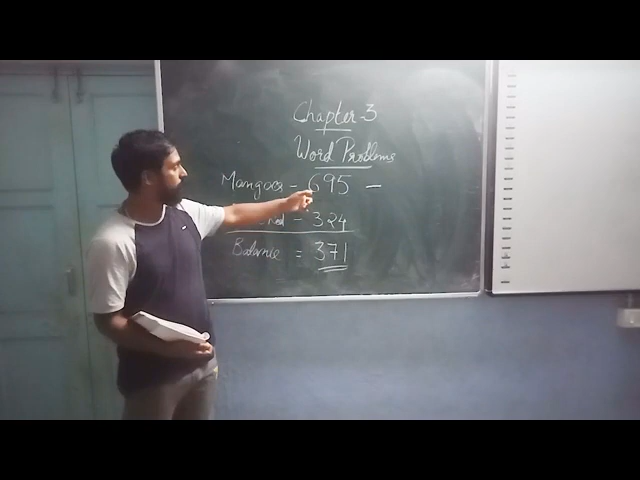 Chapter-3
Word Problems
Mangoes - 695 -
- 324
Balance = 371